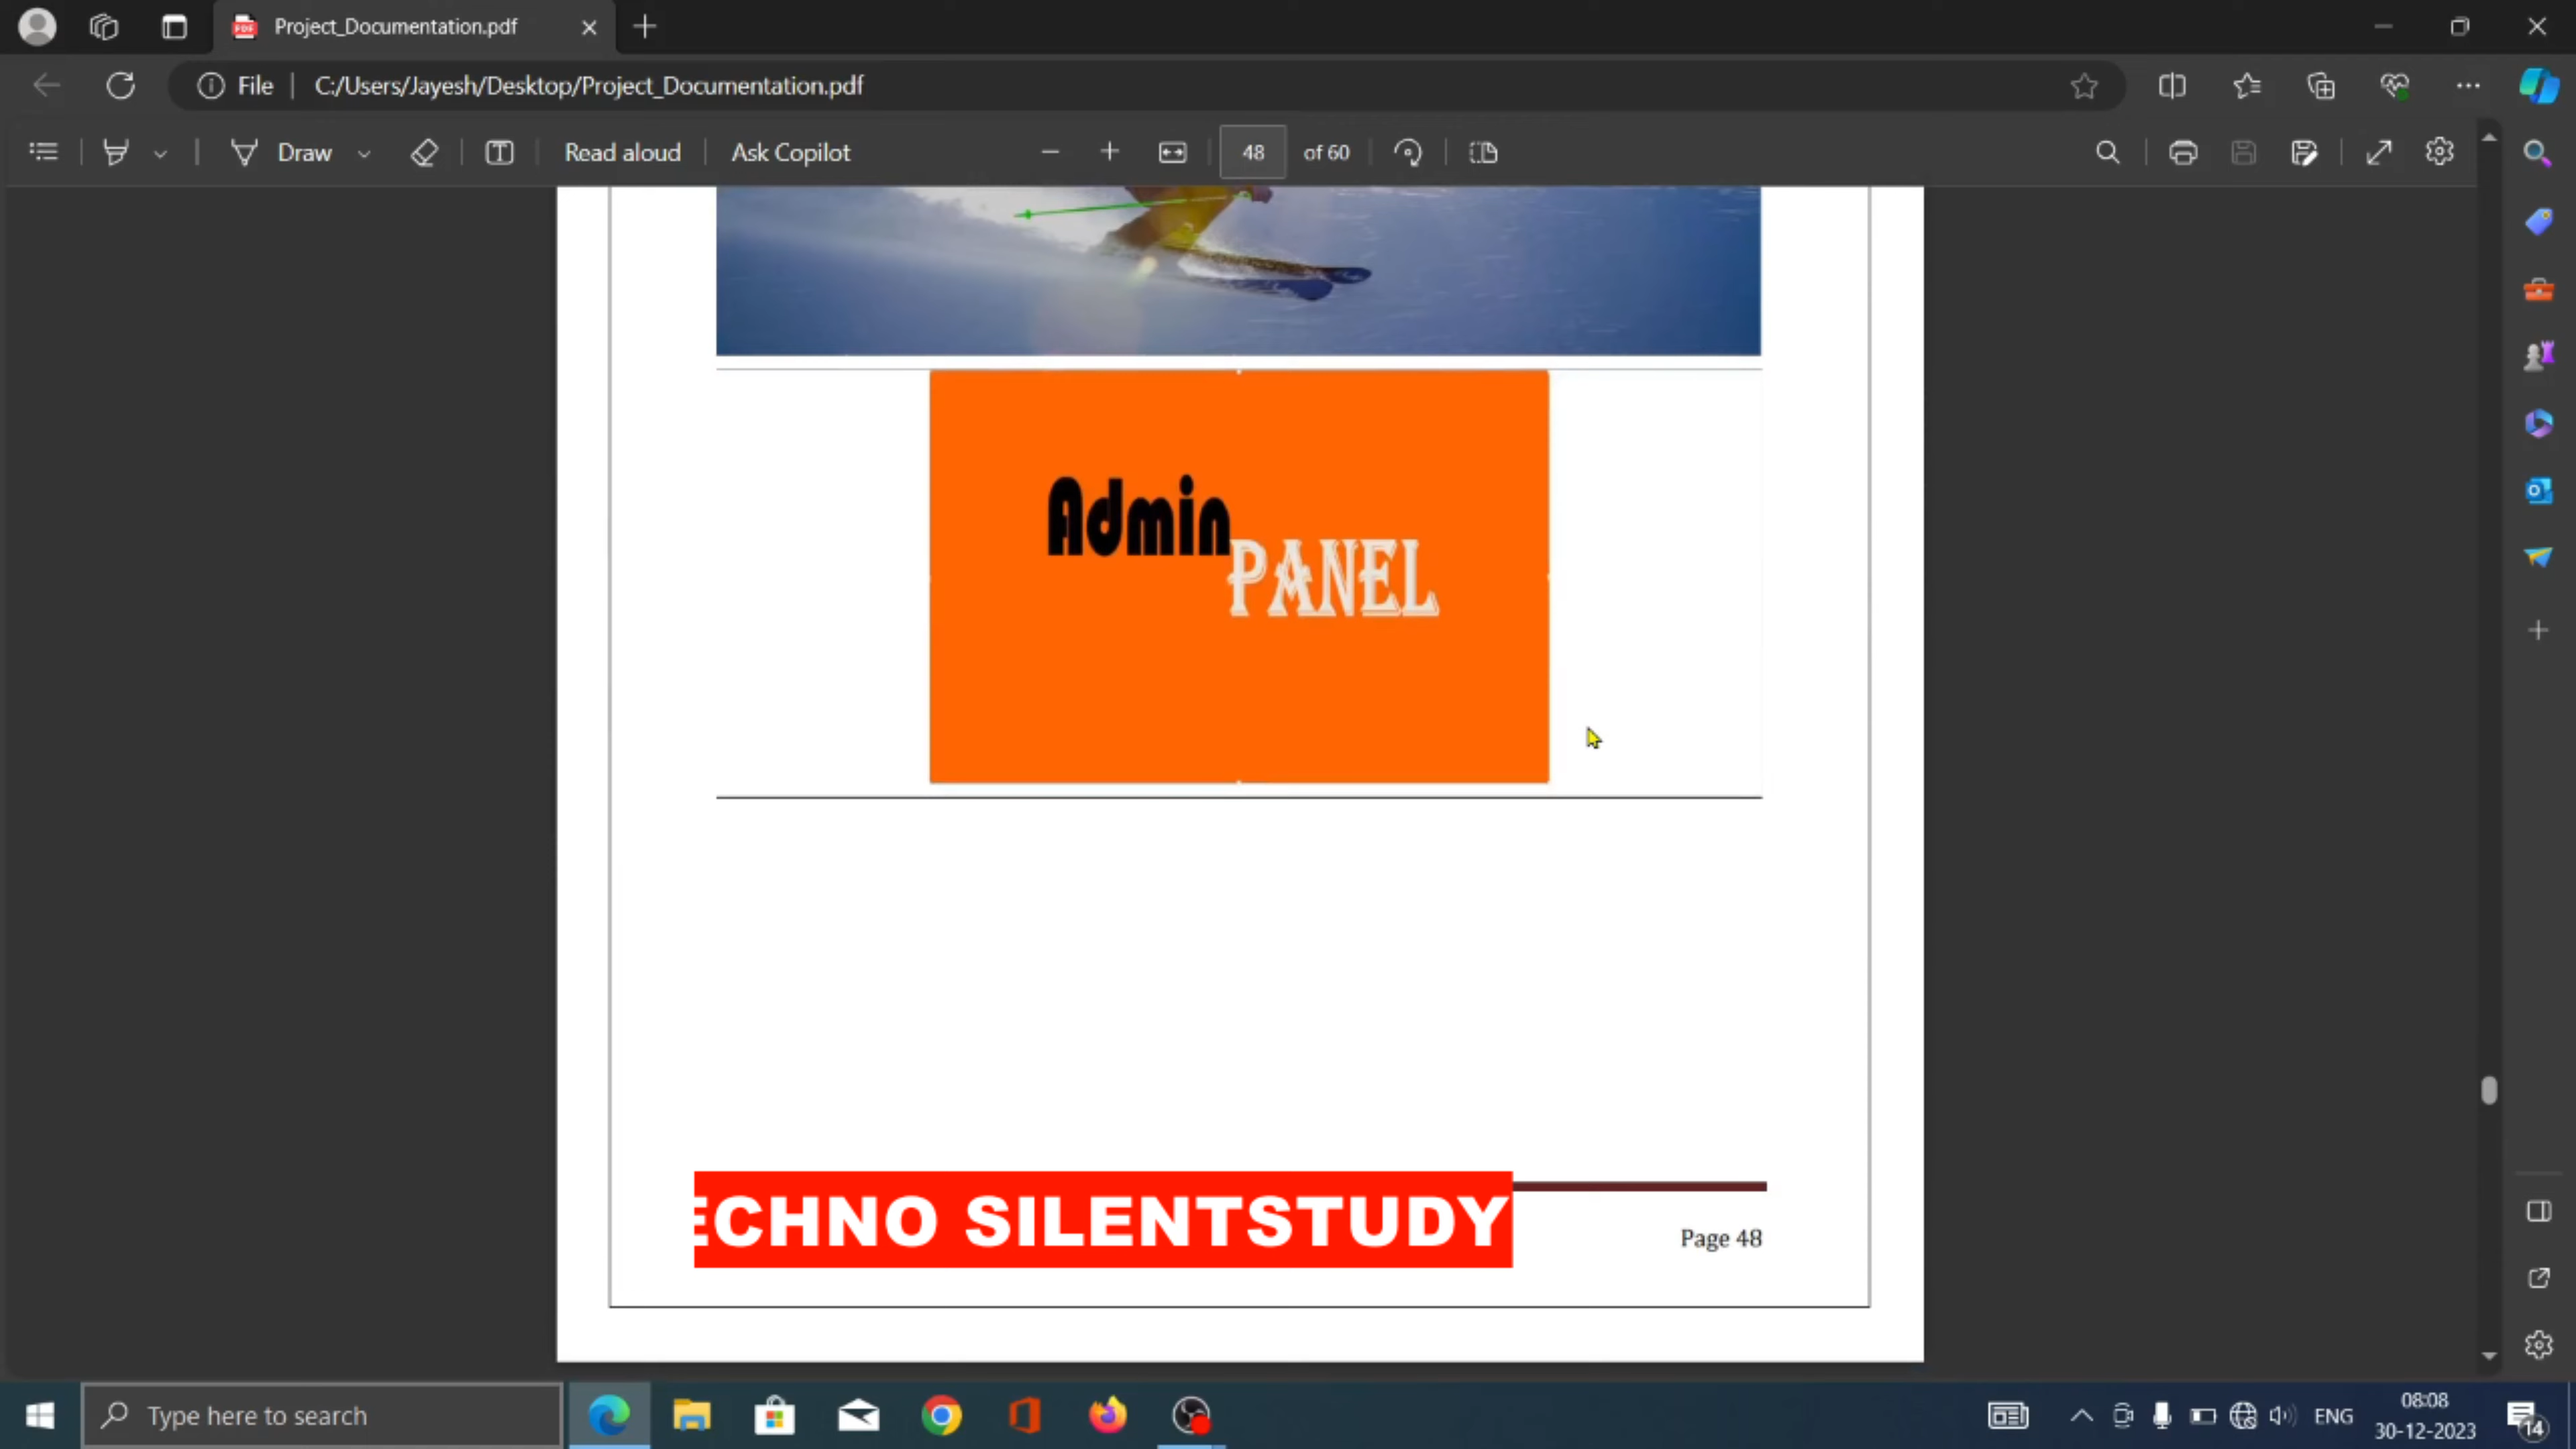 Project_Documentation.pdf
File
C:/Users/Jayesh/Desktop/Project_Documentation.pdf
Draw
Read aloud
Ask Copilot
48 of 60
Admin
PANEL
ECHNO SILENTSTUDY
Page 48
Type here to search
ENG
08:08
30-12-2023
14